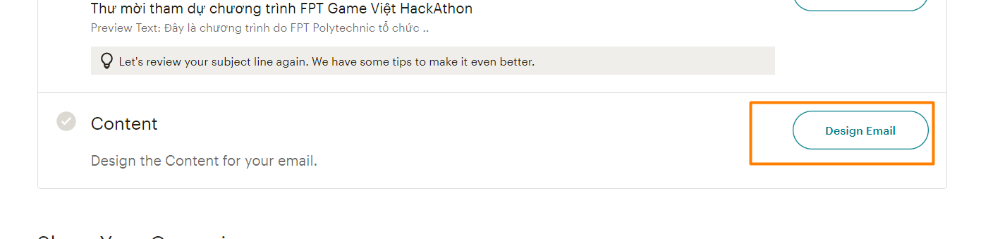 Thư mời tham dự chương trình FPT Game Việt HackAthon
Preview Text: Đây là chương trình do FPT Polytechnic tổ chức ..
Let's review your subject line again. We have some tips to make it even better.
Content
Design Email
Design the Content for your email.